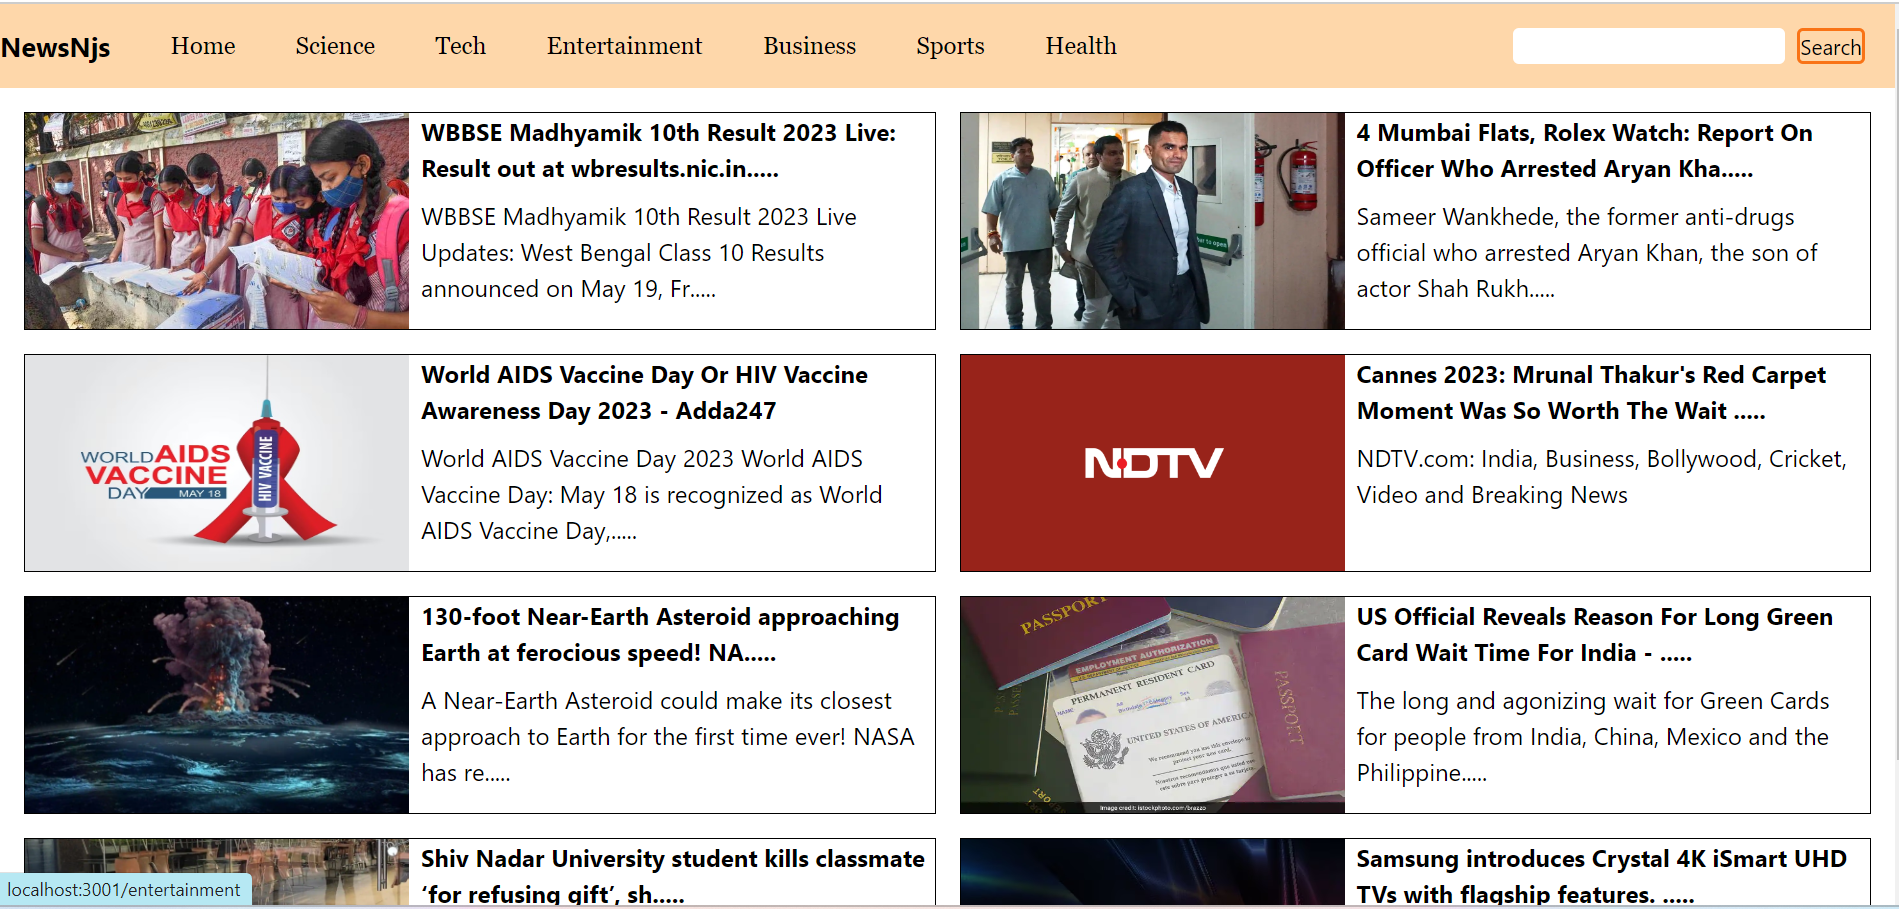 NewsNjs Home Science Tech Entertainment Business Sports Health Search
WBBSE Madhyamik 10th Result 2023 Live:
Result out at wbresults.nic.in.....
WBBSE Madhyamik 10th Result 2023 Live
Updates: West Bengal Class 10 Results
announced on May 19, Fr.....
4 Mumbai Flats, Rolex Watch: Report On
Officer Who Arrested Aryan Kha.....
Sameer Wankhede, the former anti-drugs
official who arrested Aryan Khan, the son of
actor Shah Rukh.....
to open
WORLD AIDS
VACCINE
DAY MAY 18
HIV VACCINE
World AIDS Vaccine Day Or HIV Vaccine
Awareness Day 2023 - Adda247
World AIDS Vaccine Day 2023 World AIDS
Vaccine Day: May 18 is recognized as World
AIDS Vaccine Day,.....
NDTV
Cannes 2023: Mrunal Thakur's Red Carpet
Moment Was So Worth The Wait .....
NDTV.com: India, Business, Bollywood, Cricket,
Video and Breaking News
130-foot Near-Earth Asteroid approaching
Earth at ferocious speed! NA.....
A Near-Earth Asteroid could make its closest
approach to Earth for the first time ever! NASA
has re.....
PASSPORT
EMPLOYMENT AUTHORIZATION
PERMANENT RESIDENT CARD
UNITED STATES OF AMERICA
PASSPORT
Image credit: istockphoto.com/brazzo
US Official Reveals Reason For Long Green
Card Wait Time For India - .....
The long and agonizing wait for Green Cards
for people from India, China, Mexico and the
Philippine.....
Shiv Nadar University student kills classmate
‘for refusing gift’, sh.....
Samsung introduces Crystal 4K iSmart UHD
TVs with flagship features. .....
localhost:3001/entertainment